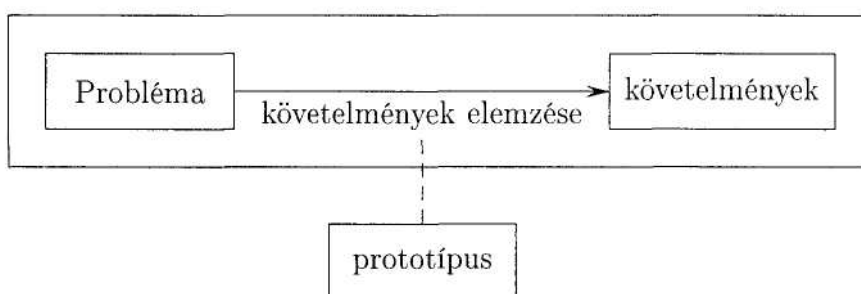 Probléma
követelmények elemzése
követelmények
prototípus